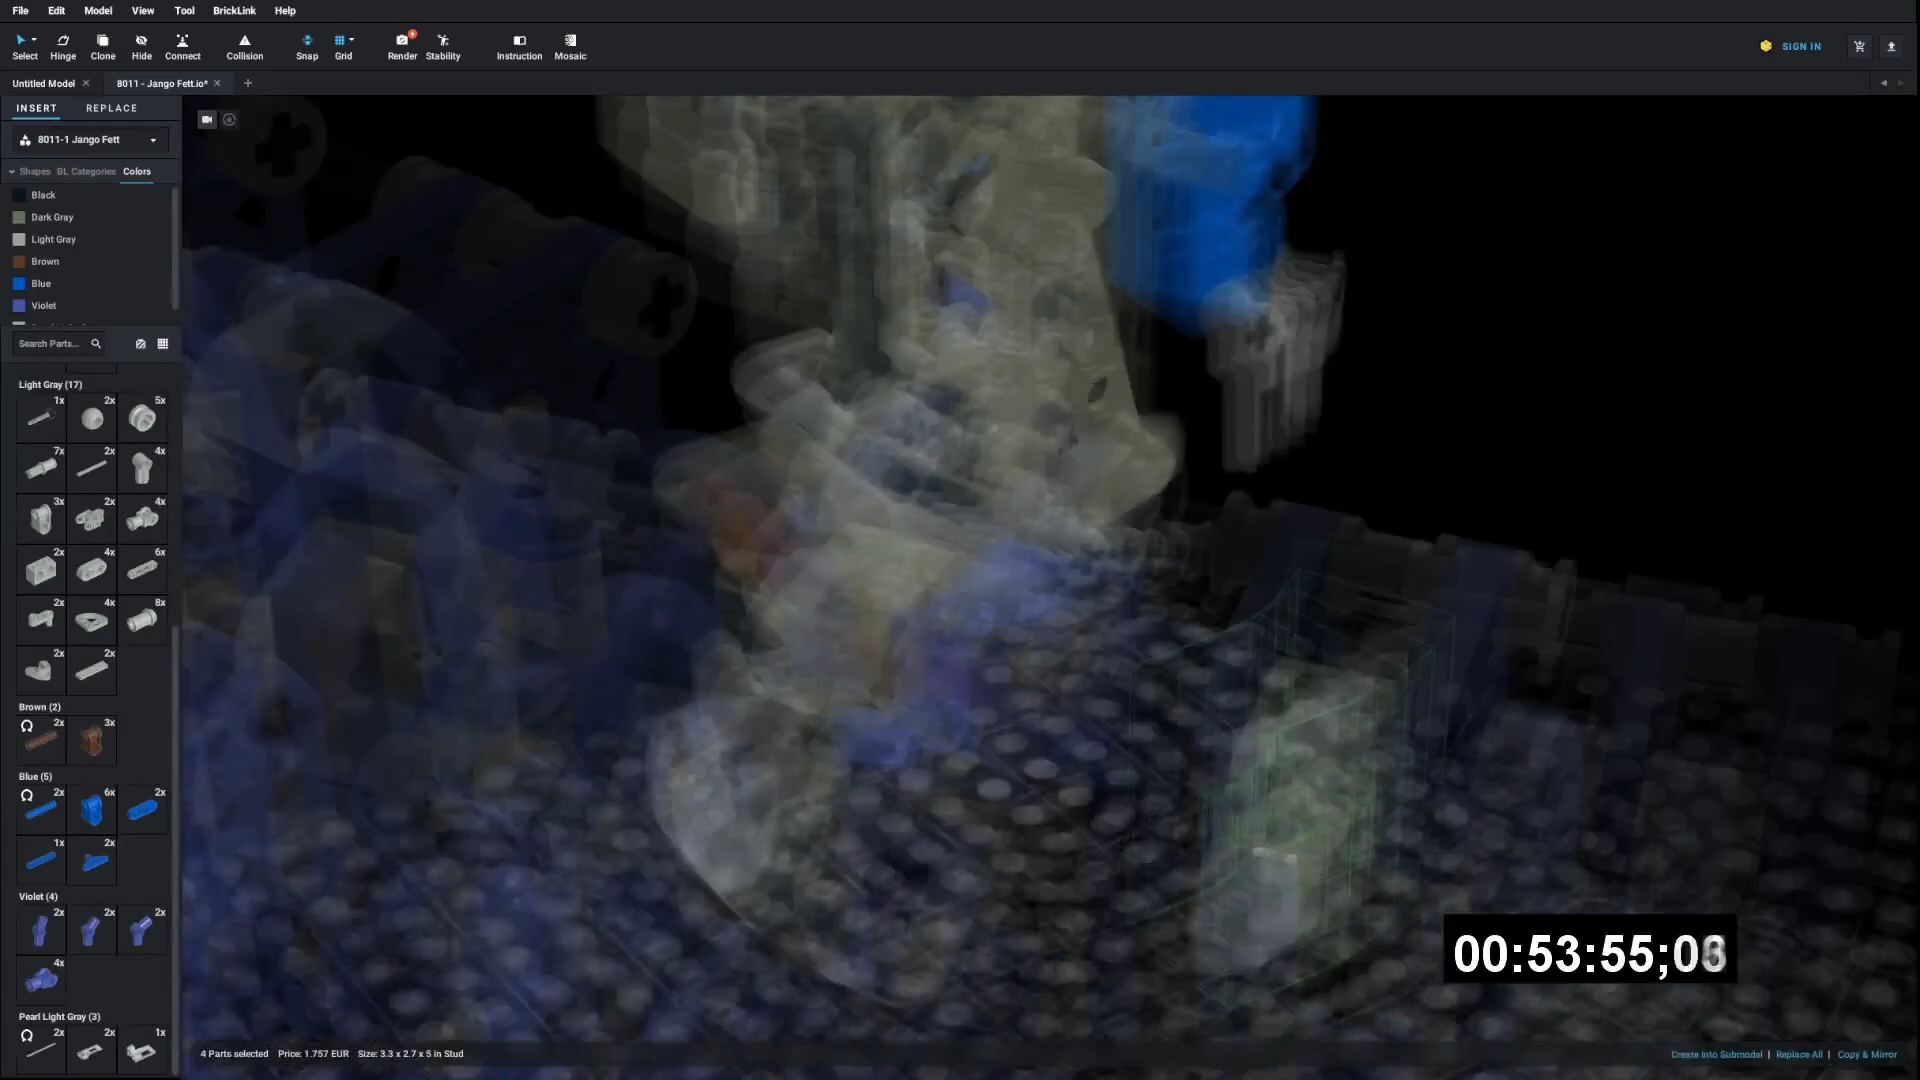 File Edit Model View Tool BrickLink Help
Select Hinge Clone Hide Connect Collision Snap Grid Render Stability Instruction Mosaic
SIGN IN
Untitled Model 8011 - Jango Fett.io*
INSERT REPLACE
8011-1 Jango Fett
Shapes BL Categories Colors
Black
Dark Gray
Light Gray
Brown
Blue
Violet
Search Parts...
Light Gray (17)
1x 2x 5x
7x 2x 4x
3x 2x 4x
2x 4x 6x
2x 4x 8x
2x 2x
Brown (2)
2x 3x
Blue (5)
2x 6x 2x
1x 2x
Violet (4)
2x 2x 2x
4x
Pearl Light Gray (3)
2x 2x 1x
4 Parts selected Price: 1.757 EUR Size: 3.3 x 2.7 x 5 in Stud
Create into Submodel | Replace All | Copy & Mirror